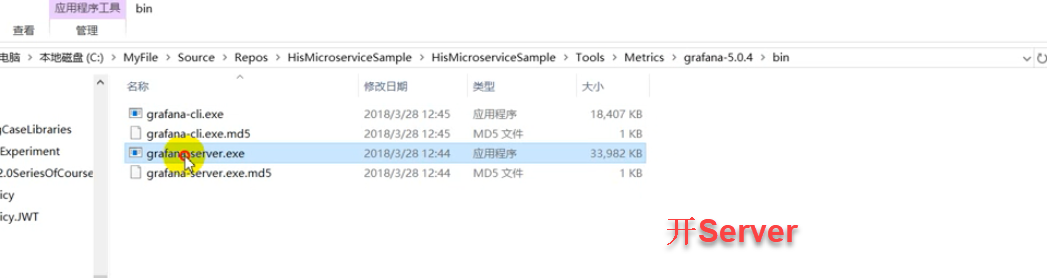 应用程序工具 bin
查看 管理
电脑 > 本地磁盘 (C:) > MyFile > Source > Repos > HisMicroserviceSample > HisMicroserviceSample > Tools > Metrics > grafana-5.0.4 > bin
名称 修改日期 类型 大小
grafana-cli.exe 2018/3/28 12:45 应用程序 18,407 KB
gCaseLibraries grafana-cli.exe.md5 2018/3/28 12:45 MD5 文件 1 KB
Experiment grafana-server.exe 2018/3/28 12:44 应用程序 33,982 KB
2.0SeriesOfCourse grafana-server.exe.md5 2018/3/28 12:44 MD5 文件 1 KB
icy
icy.JWT
开Server